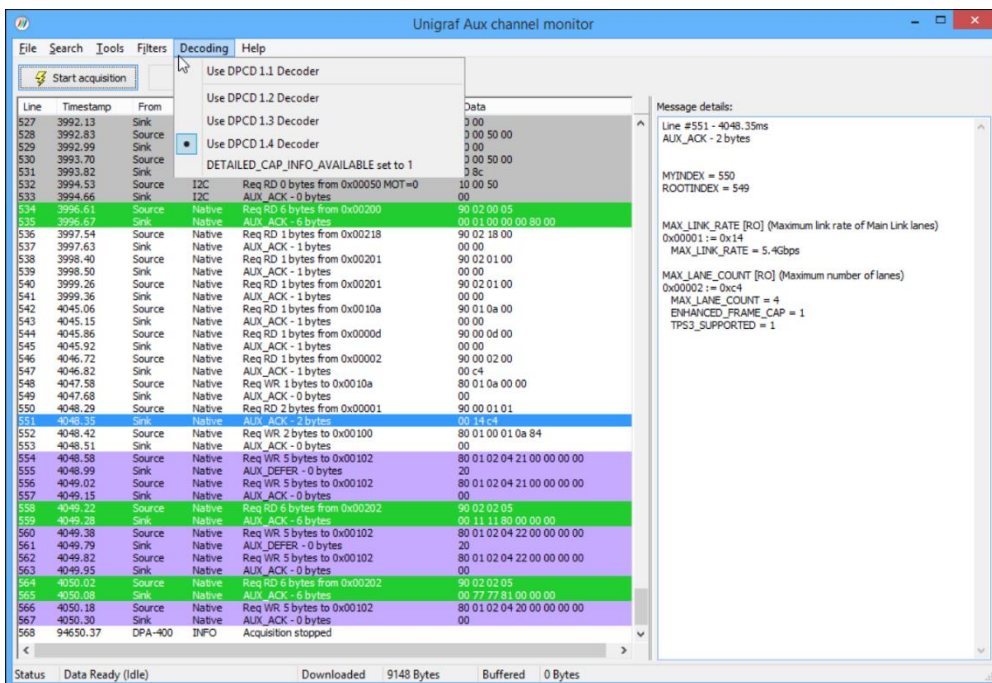 Unigraf Aux channel monitor
File Search Tools Filters Decoding Help
Start acquisition
Use DPCD 1.1 Decoder
Use DPCD 1.2 Decoder
Use DPCD 1.3 Decoder
Use DPCD 1.4 Decoder
DETAILED_CAP_INFO_AVAILABLE set to 1
Line Timestamp From Data
527 3992.13 Sink 00
528 3992.83 Source 00 50 00
529 3992.99 Sink 00
530 3993.70 Source 00 50 00
531 3993.82 Sink 8c
532 3994.53 Source I2C Req RD 0 bytes from 0x00050 MOT=0 10 00 50
533 3994.66 Sink I2C AUX_ACK - 0 bytes 00
534 3996.61 Source Native Req RD 6 bytes from 0x00200 90 02 00 05
535 3996.67 Sink Native AUX_ACK - 6 bytes 00 01 00 00 00 80 00
536 3997.54 Source Native Req RD 1 bytes from 0x00218 90 02 18 00
537 3997.63 Sink Native AUX_ACK - 1 bytes 00 00
538 3998.40 Source Native Req RD 1 bytes from 0x00201 90 02 01 00
539 3998.50 Sink Native AUX_ACK - 1 bytes 00 00
540 3999.26 Source Native Req RD 1 bytes from 0x00201 90 02 01 00
541 3999.36 Sink Native AUX_ACK - 1 bytes 00 00
542 4045.06 Source Native Req RD 1 bytes from 0x0010a 90 01 0a 00
543 4045.15 Sink Native AUX_ACK - 1 bytes 00 00
544 4045.86 Source Native Req RD 1 bytes from 0x0000d 90 00 0d 00
545 4045.92 Sink Native AUX_ACK - 1 bytes 00 00
546 4046.72 Source Native Req RD 1 bytes from 0x00002 90 00 02 00
547 4046.82 Sink Native AUX_ACK - 1 bytes 00 c4
548 4047.58 Source Native Req WR 1 bytes to 0x0010a 80 01 0a 00 00
549 4047.68 Sink Native AUX_ACK - 0 bytes 00
550 4048.29 Source Native Req RD 2 bytes from 0x00001 90 00 01 01
551 4048.35 Sink Native AUX_ACK - 2 bytes 00 14 c4
552 4048.42 Source Native Req WR 2 bytes to 0x00100 80 01 00 01 0a 84
553 4048.51 Sink Native AUX_ACK - 0 bytes 00
554 4048.58 Source Native Req WR 5 bytes to 0x00102 80 01 02 04 21 00 00 00 00
555 4048.99 Sink Native AUX_DEFER - 0 bytes 20
556 4049.02 Source Native Req WR 5 bytes to 0x00102 80 01 02 04 21 00 00 00 00
557 4049.15 Sink Native AUX_ACK - 0 bytes 00
558 4049.22 Source Native Req RD 6 bytes from 0x00202 90 02 02 05
559 4049.28 Sink Native AUX_ACK - 6 bytes 00 11 11 80 00 00 00
560 4049.38 Source Native Req WR 5 bytes to 0x00102 80 01 02 04 22 00 00 00 00
561 4049.79 Sink Native AUX_DEFER - 0 bytes 20
562 4049.82 Source Native Req WR 5 bytes to 0x00102 80 01 02 04 22 00 00 00 00
563 4049.95 Sink Native AUX_ACK - 0 bytes 00
564 4050.02 Source Native Req RD 6 bytes from 0x00202 90 02 02 05
565 4050.08 Sink Native AUX_ACK - 6 bytes 00 77 77 81 00 00 00
566 4050.18 Source Native Req WR 5 bytes to 0x00102 80 01 02 04 20 00 00 00 00
567 4050.30 Sink Native AUX_ACK - 0 bytes 00
568 94650.37 DPA-400 INFO Acquisition stopped
Message details:
Line #551 - 4048.35ms
AUX_ACK - 2 bytes
MYINDEX = 550
ROOTINDEX = 549
MAX_LINK_RATE [RO] (Maximum link rate of Main Link lanes)
0x00001 := 0x14
MAX_LINK_RATE = 5.4Gbps
MAX_LANE_COUNT [RO] (Maximum number of lanes)
0x00002 := 0xc4
MAX_LANE_COUNT = 4
ENHANCED_FRAME_CAP = 1
TPS3_SUPPORTED = 1
Status Data Ready (Idle) Downloaded 9148 Bytes Buffered 0 Bytes